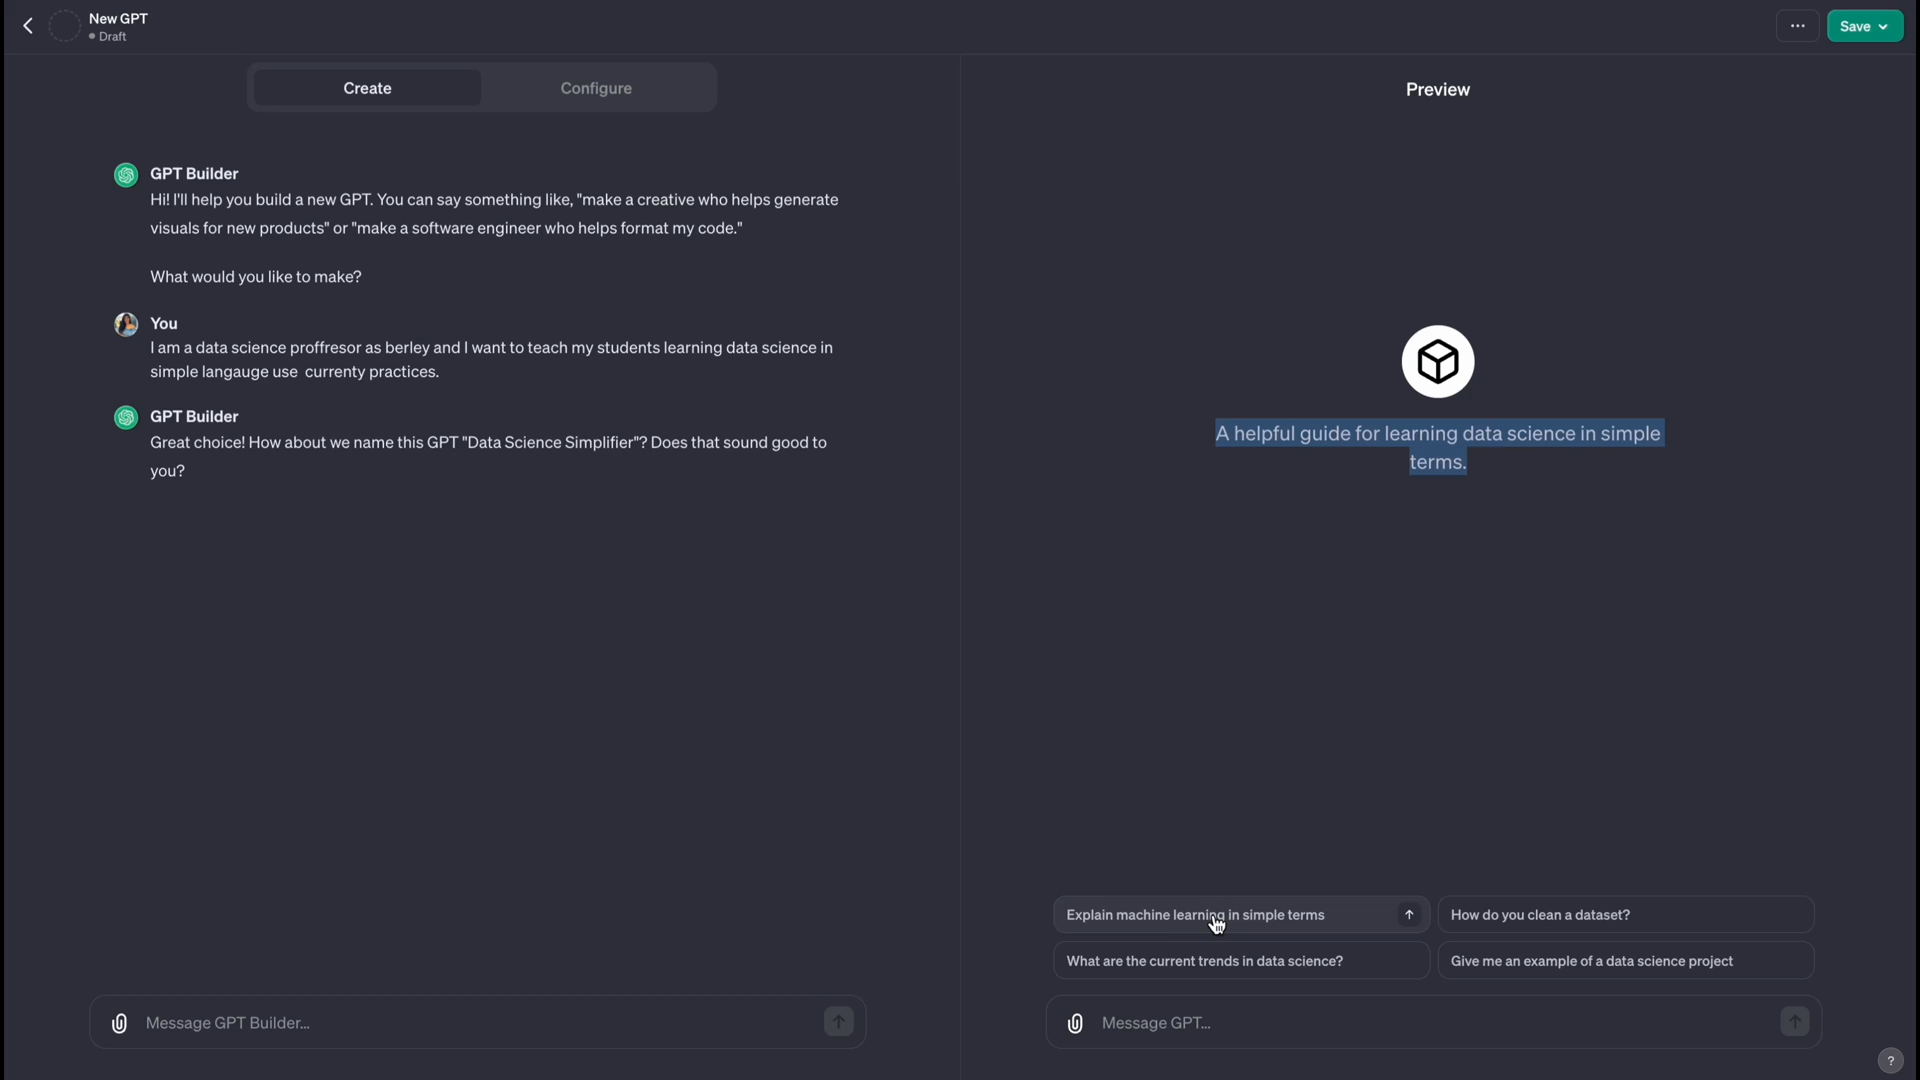 New GPT
Draft
Save
Create
Configure
Preview
GPT Builder
Hi! I'll help you build a new GPT. You can say something like, "make a creative who helps generate
visuals for new products" or "make a software engineer who helps format my code."
What would you like to make?
You
I am a data science proffresor as berley and I want to teach my students learning data science in
simple langauge use  currenty practices.
GPT Builder
Great choice! How about we name this GPT "Data Science Simplifier"? Does that sound good to
you?
Message GPT Builder...
A helpful guide for learning data science in simple
terms.
Explain machine learning in simple terms
How do you clean a dataset?
What are the current trends in data science?
Give me an example of a data science project
Message GPT...
?